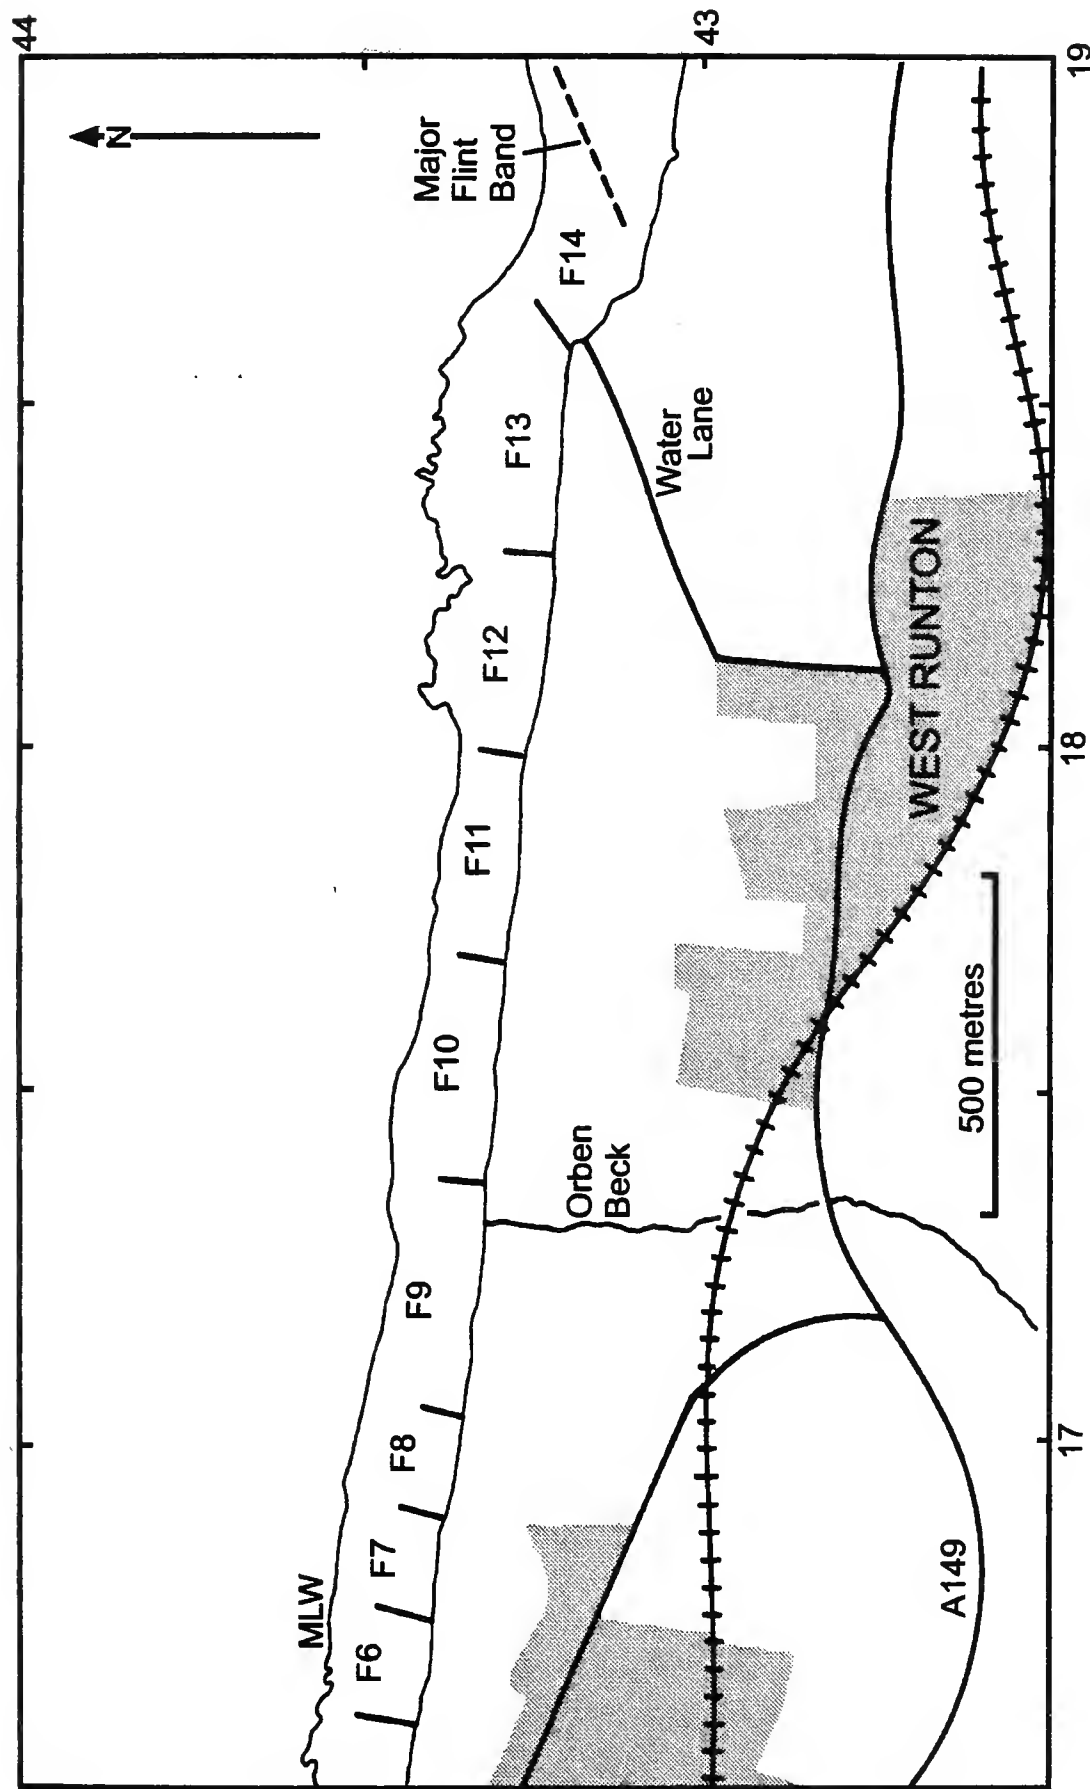 44
N
Major
Flint
Band
43
19
MLW
F6
F7
F8
F9
F10
F11
F12
F13
F14
Water
Lane
Orben
Beck
WEST RUNTON
500 metres
A149
17
18